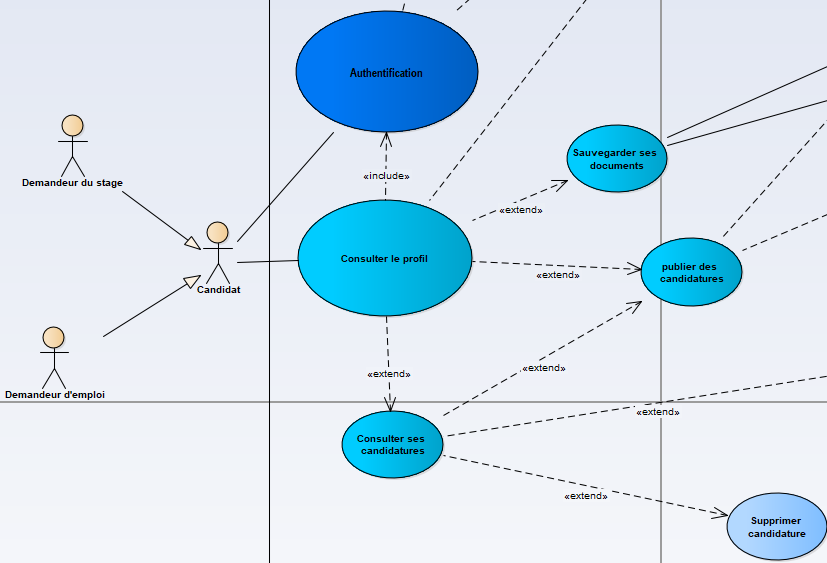 Authentification
«include»
Sauvegarder ses
documents
Demandeur du stage
«extend»
Candidat
Consulter le profil
«extend»
publier des
candidatures
Demandeur d'emploi
«extend»
«extend»
«extend»
Consulter ses
candidatures
«extend»
Supprimer
candidature